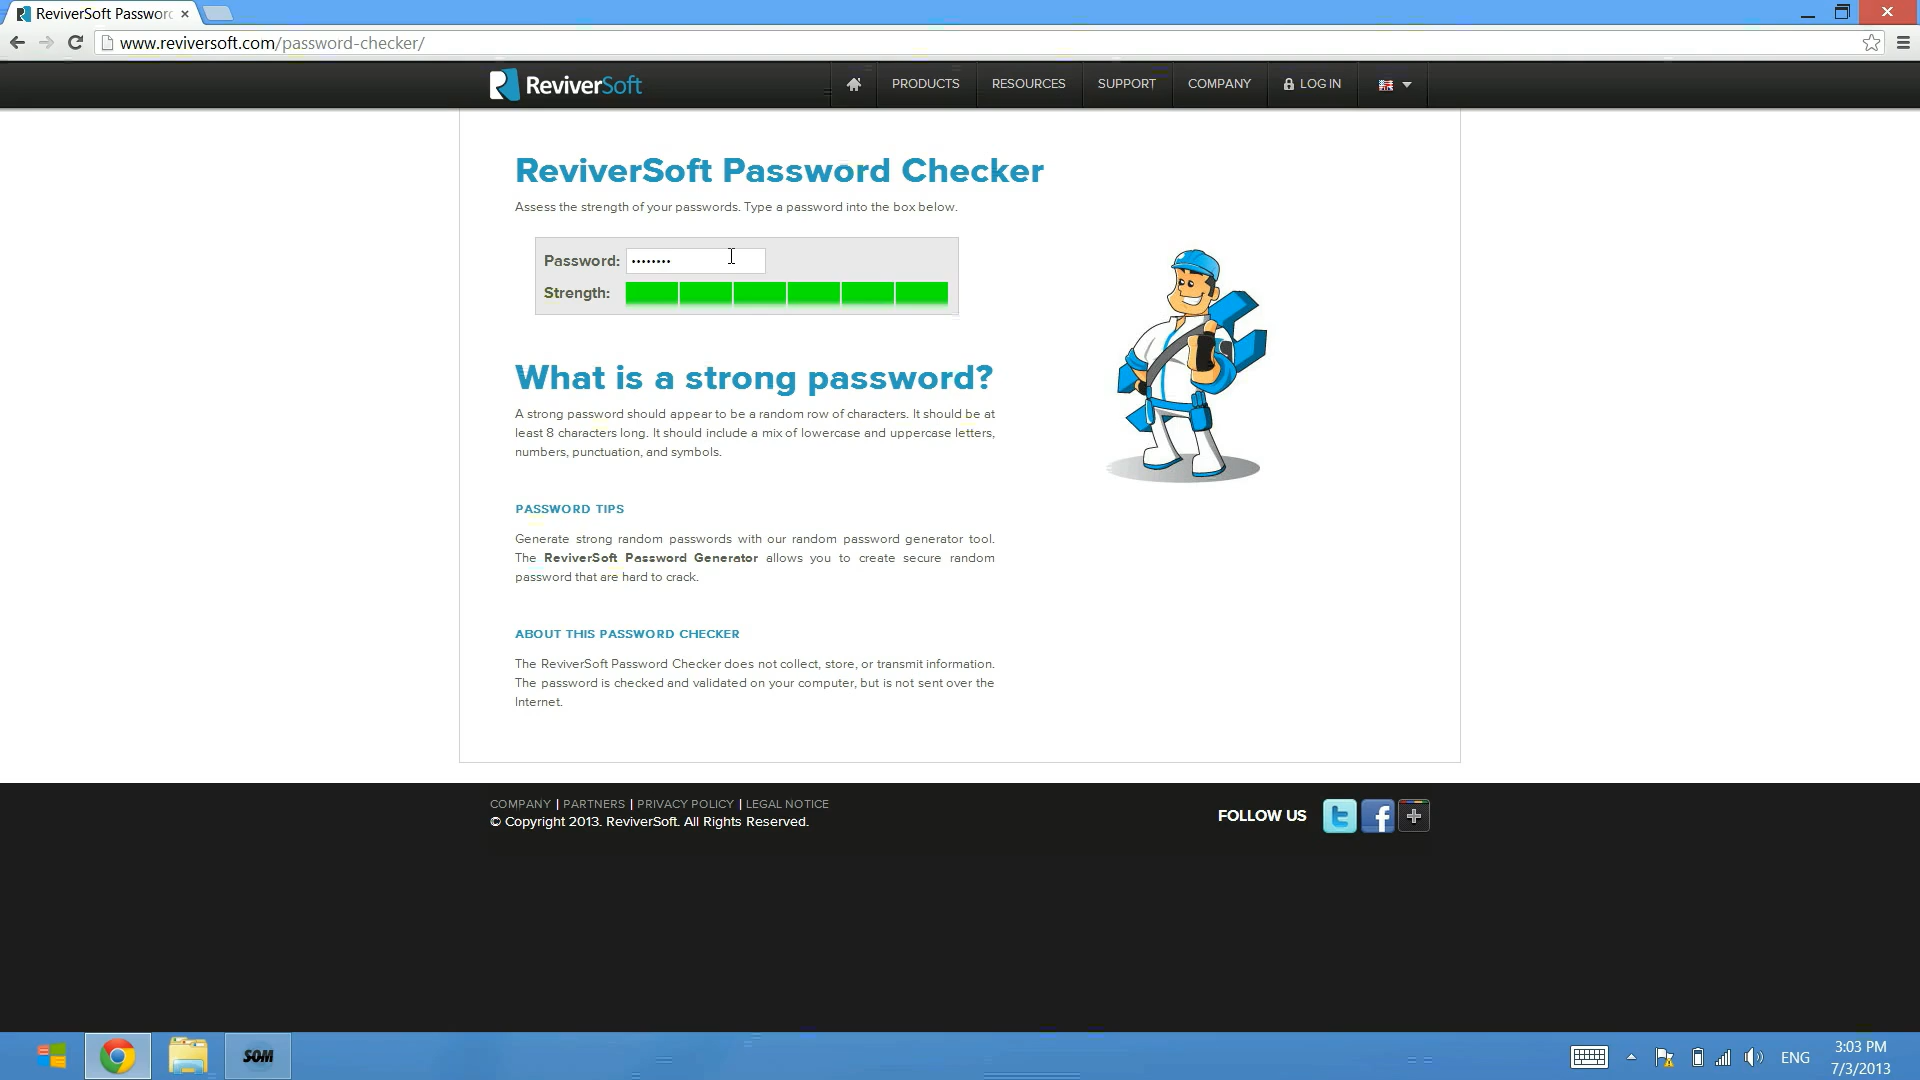 ReviverSoft Passwor
www.reviversoft.com/password-checker/
ReviverSoft
PRODUCTS
RESOURCES
SUPPORT
COMPANY
LOG IN
ReviverSoft Password Checker
Assess the strength of your passwords. Type a password into the box below.
Password: ••••••••
Strength:
What is a strong password?
A strong password should appear to be a random row of characters. It should be at
least 8 characters long. It should include a mix of lowercase and uppercase letters,
numbers, punctuation, and symbols.
PASSWORD TIPS
Generate strong random passwords with our random password generator tool.
The ReviverSoft Password Generator allows you to create secure random
password that are hard to crack.
ABOUT THIS PASSWORD CHECKER
The ReviverSoft Password Checker does not collect, store, or transmit information.
The password is checked and validated on your computer, but is not sent over the
Internet.
COMPANY | PARTNERS | PRIVACY POLICY | LEGAL NOTICE
© Copyright 2013. ReviverSoft. All Rights Reserved.
FOLLOW US
SOM
ENG
3:03 PM
7/3/2013